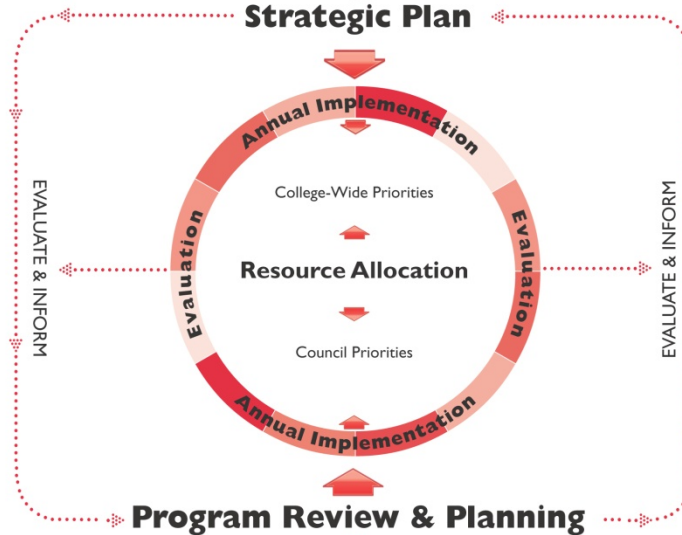 Strategic Plan
Annual Implementation
College-Wide Priorities
EVALUATE & INFORM
Evaluation
Resource Allocation
Evaluation
EVALUATE & INFORM
Council Priorities
Annual Implementation
Program Review & Planning